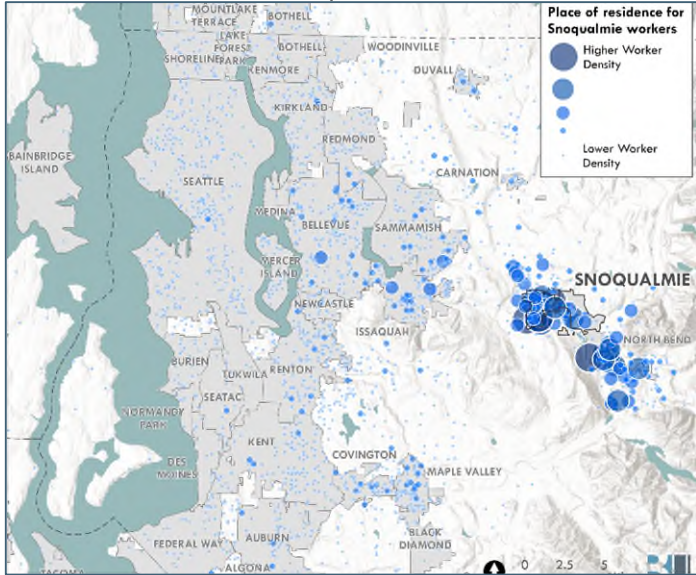 MOUNTLAKE
TERRACE
BOTHELL
LAKE
FOREST
PARK
SHORELINE
BOTHELL
KENMORE
WOODINVILLE
DUVALL
KIRKLAND
REDMOND
BAINBRIDGE
ISLAND
SEATTLE
CARNATION
MEDINA
BELLEVUE
SAMMAMISH
MERCER
ISLAND
SNOQUALMIE
NEWCASTLE
ISSAQUAH
NORTH BEND
BURIEN
TUKWILA
RENTON
SEATAC
NORMANDY
PARK
KENT
COVINGTON
DES
MOINES
MAPLE VALLEY
FEDERAL WAY
AUBURN
BLACK
DIAMOND
ALGONA
TACOMA
Place of residence for
Snoqualmie workers
Higher Worker
Density
Lower Worker
Density
0 2.5 5